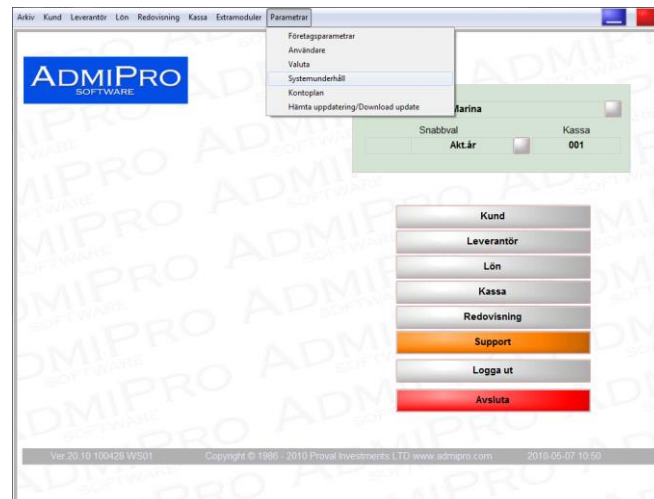 Arkiv Kund Leverantör Lön Redovisning Kassa Extramoduler Parametrar
Företagsparametrar
Användare
Valuta
Systemunderhåll
Kontoplan
Hämta uppdatering/Download update
ADMIPRO
SOFTWARE
Marina
Snabbval Kassa
Akt.år 001
Kund
Leverantör
Lön
Kassa
Redovisning
Support
Logga ut
Avsluta
Ver.20.10 100428 WS01 Copyright © 1986 - 2010 Proval Investments LTD www.admipro.com 2010-05-07 10:50